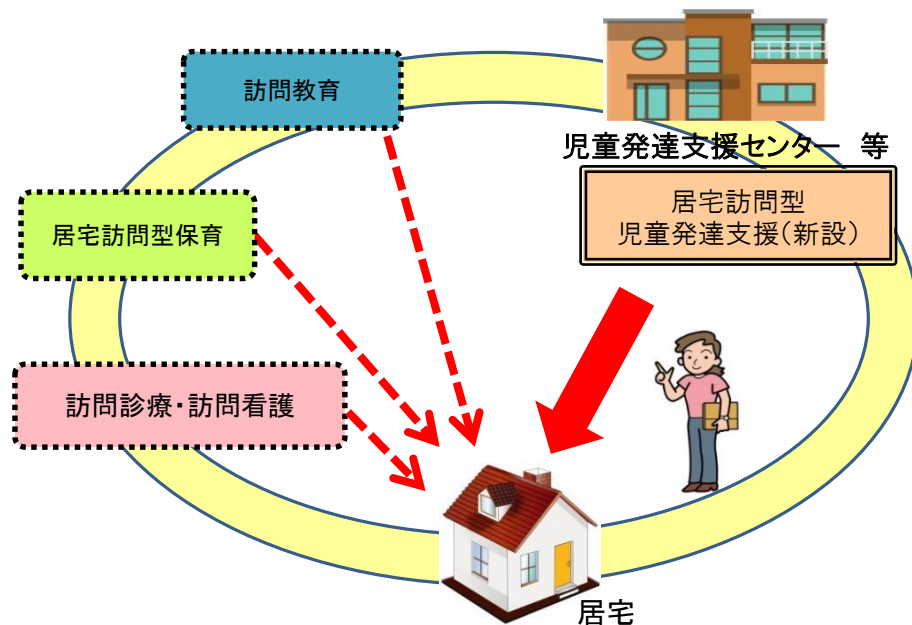 訪問教育
児童発達支援センター 等
居宅訪問型
児童発達支援(新設)
居宅訪問型保育
訪問診療・訪問看護
居宅